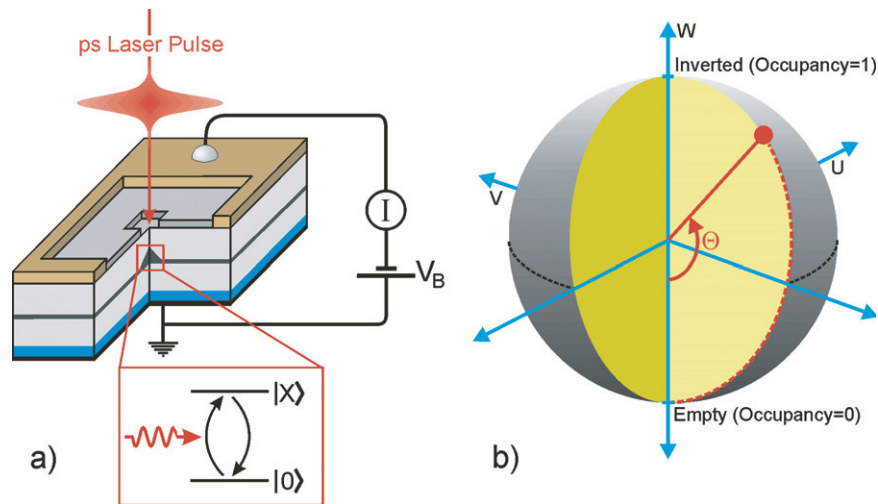 ps Laser Pulse
I
V_B
|X⟩
|0⟩
a)
W
Inverted (Occupancy=1)
U
V
Θ
Empty (Occupancy=0)
b)